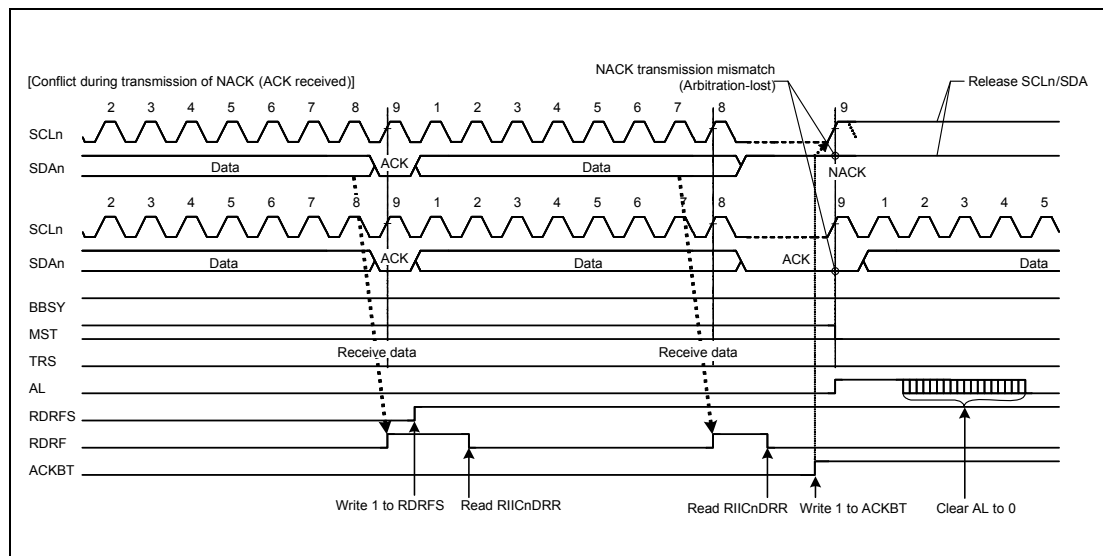 [Conflict during transmission of NACK (ACK received)]
NACK transmission mismatch
(Arbitration-lost)
Release SCLn/SDA
2 3 4 5 6 7 8 9 1 2 3 4 5 6 7 8 9
SCLn
SDAn
Data
ACK
Data
NACK
2 3 4 5 6 7 8 9 1 2 3 4 5 6 7 8 9 1 2 3 4 5
SCLn
SDAn
Data
ACK
Data
ACK
Data
BBSY
MST
Receive data
Receive data
TRS
AL
RDRFS
RDRF
ACKBT
Write 1 to RDRFS
Read RIICnDRR
Read RIICnDRR
Write 1 to ACKBT
Clear AL to 0